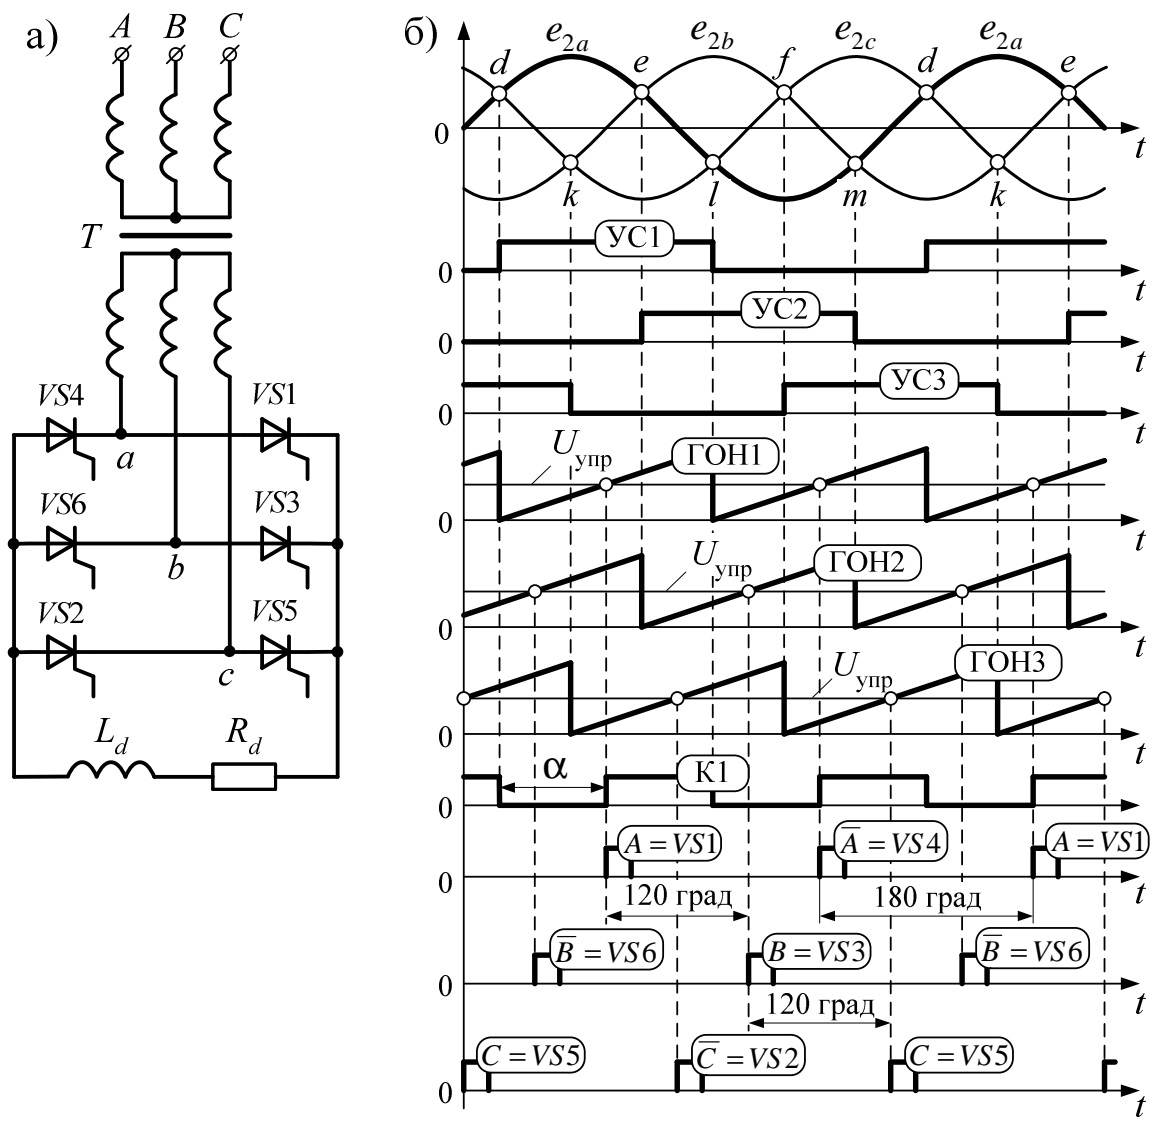 а)
A B C
T
VS4 VS1
a
VS6 VS3
b
VS2 VS5
c
L_d R_d
б)
e_2a e_2b e_2c e_2a
d e f d e
0 t
k l m k
УС1
0 t
УС2
0 t
УС3
0 t
U_упр ГОН1
0 t
U_упр ГОН2
0 t
U_упр ГОН3
0 t
α К1
0 t
A = VS1 A̅ = VS4 A = VS1
0 t
120 град 180 град
B̅ = VS6 B = VS3 B̅ = VS6
0 t
120 град
C = VS5 C̅ = VS2 C = VS5
0 t